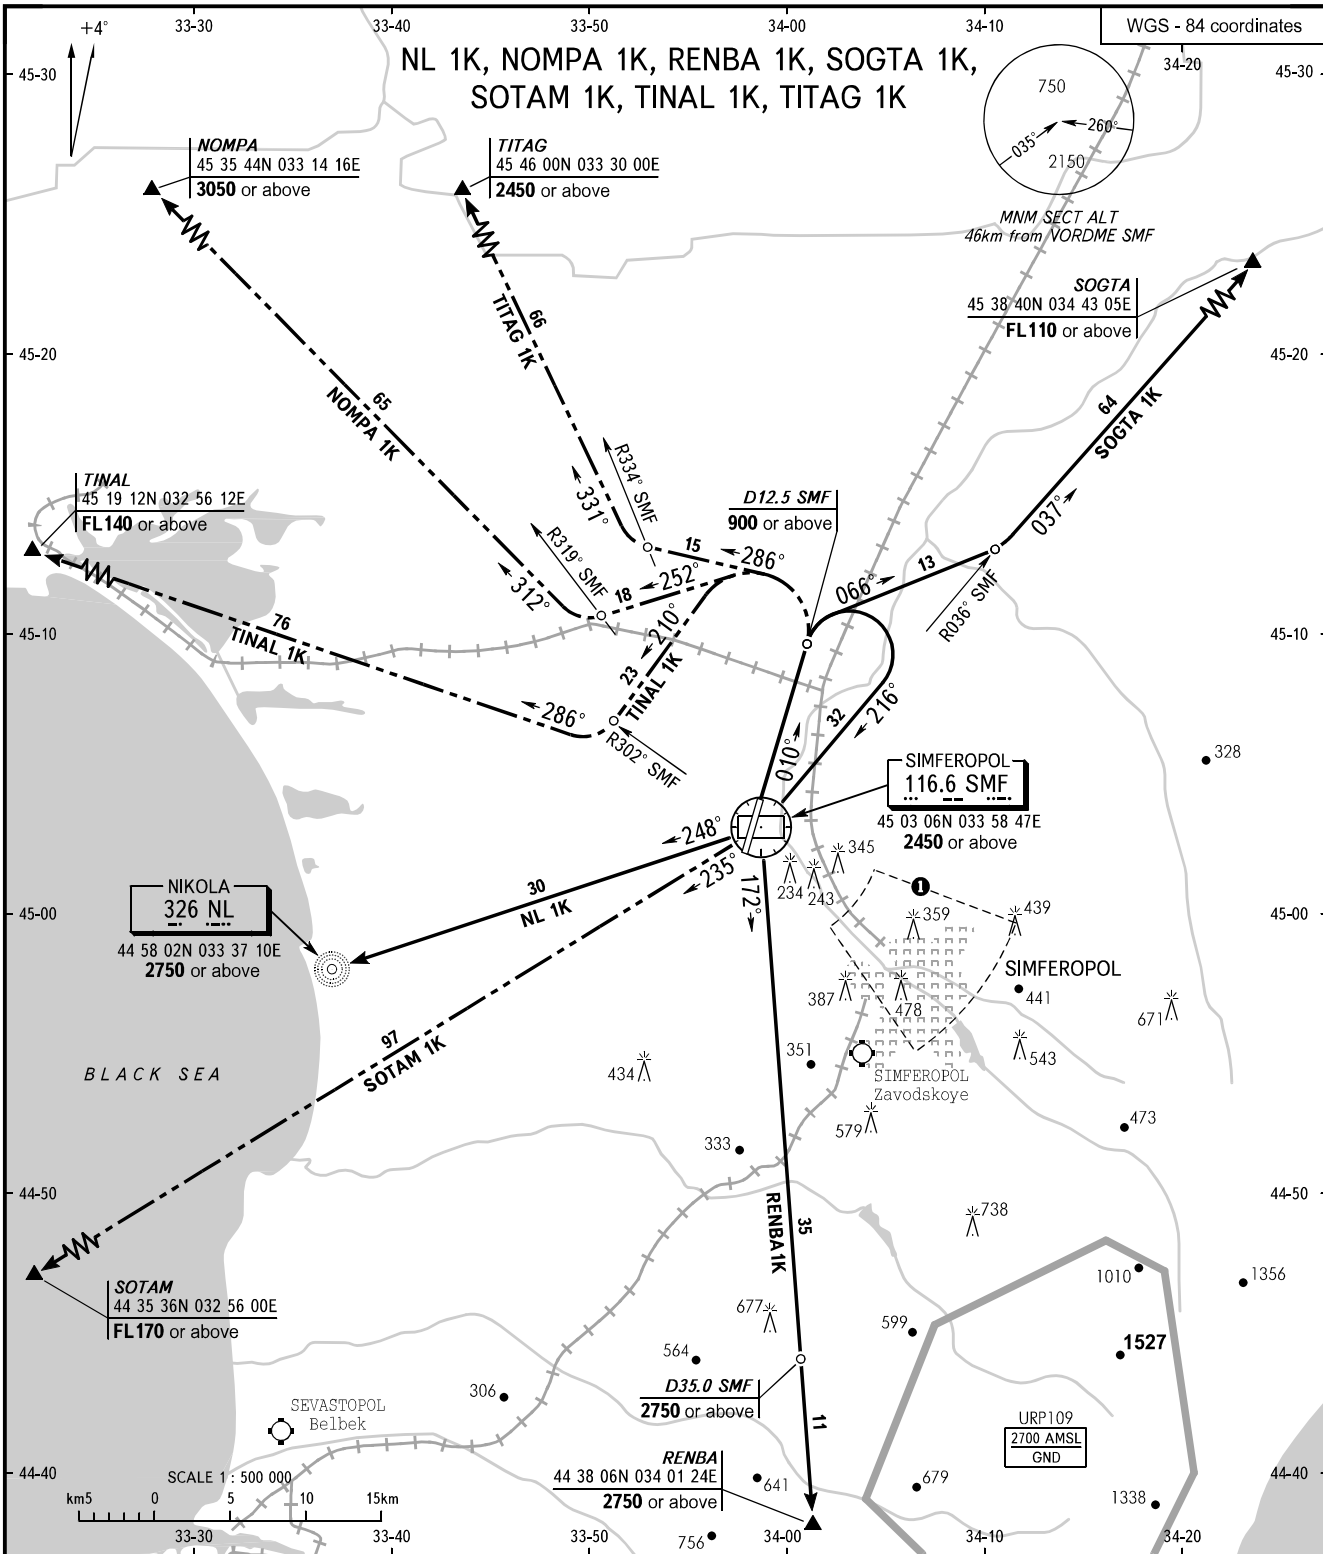 +4°
33-30
33-40
33-50
34-00
34-10
WGS - 84 coordinates
34-20
45-30
45-30
NL 1K, NOMPA 1K, RENBA 1K, SOGTA 1K,
SOTAM 1K, TINAL 1K, TITAG 1K
750
035°
260°
2150
MNM SECT ALT
46km from VORDME SMF
NOMPA
45 35 44N 033 14 16E
3050 or above
TITAG
45 46 00N 033 30 00E
2450 or above
SOGTA
45 38 40N 034 43 05E
FL110 or above
45-20
45-20
66
TITAG 1K
65
NOMPA 1K
64
SOGTA 1K
TINAL
45 19 12N 032 56 12E
FL140 or above
R334° SMF
331°
D12.5 SMF
900 or above
037°
R319° SMF
312°
15
286°
18
252°
066°
13
R036° SMF
210°
23
TINAL 1K
76
TINAL 1K
45-10
45-10
286°
R302° SMF
216°
32
010°
328
SIMFEROPOL
116.6 SMF
45 03 06N 033 58 47E
2450 or above
248°
235°
172°
345
234
243
1
359
439
NIKOLA
326 NL
44 58 02N 033 37 10E
2750 or above
30
NL 1K
45-00
45-00
SIMFEROPOL
387
478
441
671
97
SOTAM 1K
BLACK SEA
434
351
543
SIMFEROPOL
Zavodskoye
579
473
333
44-50
44-50
35
RENBA1K
738
SOTAM
44 35 36N 032 56 00E
FL170 or above
1010
1356
677
599
1527
564
D35.0 SMF
2750 or above
306
SEVASTOPOL
Belbek
11
URP109
2700 AMSL
GND
RENBA
44 38 06N 034 01 24E
2750 or above
641
679
1338
44-40
44-40
SCALE 1 : 500 000
km5
0
5
10
15km
756
33-30
33-40
33-50
34-00
34-10
34-20